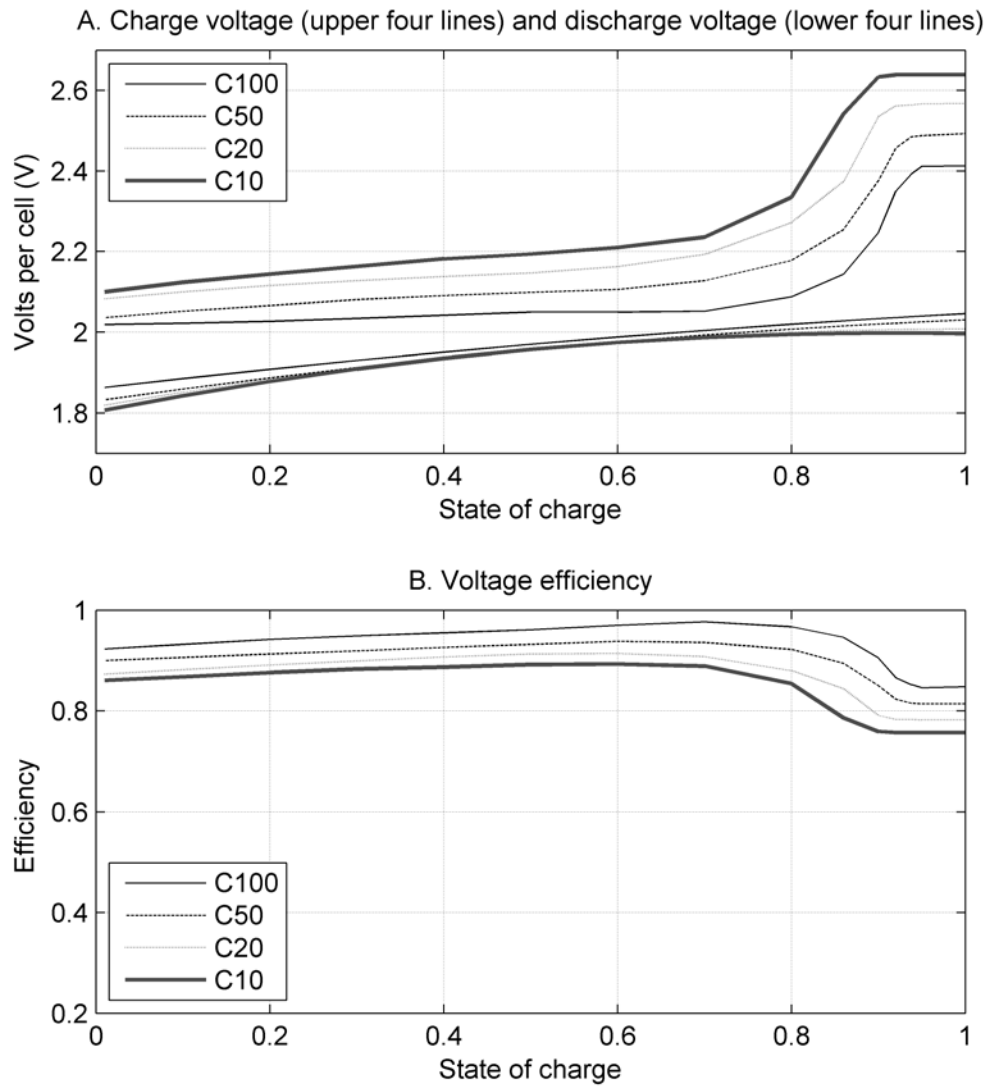 A. Charge voltage (upper four lines) and discharge voltage (lower four lines)
C100
C50
C20
C10
Volts per cell (V)
2.6
2.4
2.2
2
1.8
0 0.2 0.4 0.6 0.8 1
State of charge
B. Voltage efficiency
Efficiency
1
0.8
0.6
0.4
0.2
C100
C50
C20
C10
0 0.2 0.4 0.6 0.8 1
State of charge